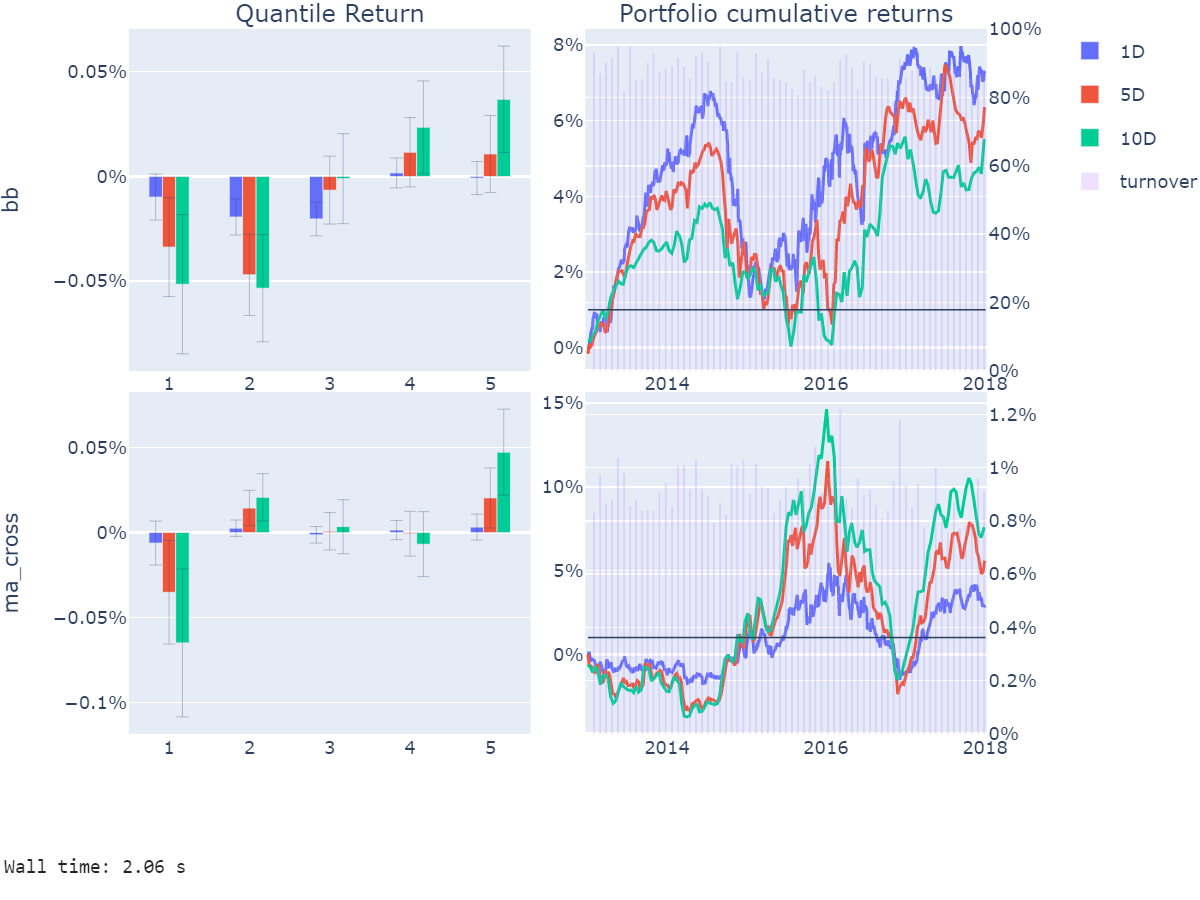 Quantile Return
Portfolio cumulative returns
bb
0.05%
0%
−0.05%
1 2 3 4 5
8%
6%
4%
2%
0%
2014 2016 2018
100%
80%
60%
40%
20%
0%
1D
5D
10D
turnover
ma_cross
0.05%
0%
−0.05%
−0.1%
1 2 3 4 5
15%
10%
5%
0%
2014 2016 2018
1.2%
1%
0.8%
0.6%
0.4%
0.2%
0%
Wall time: 2.06 s